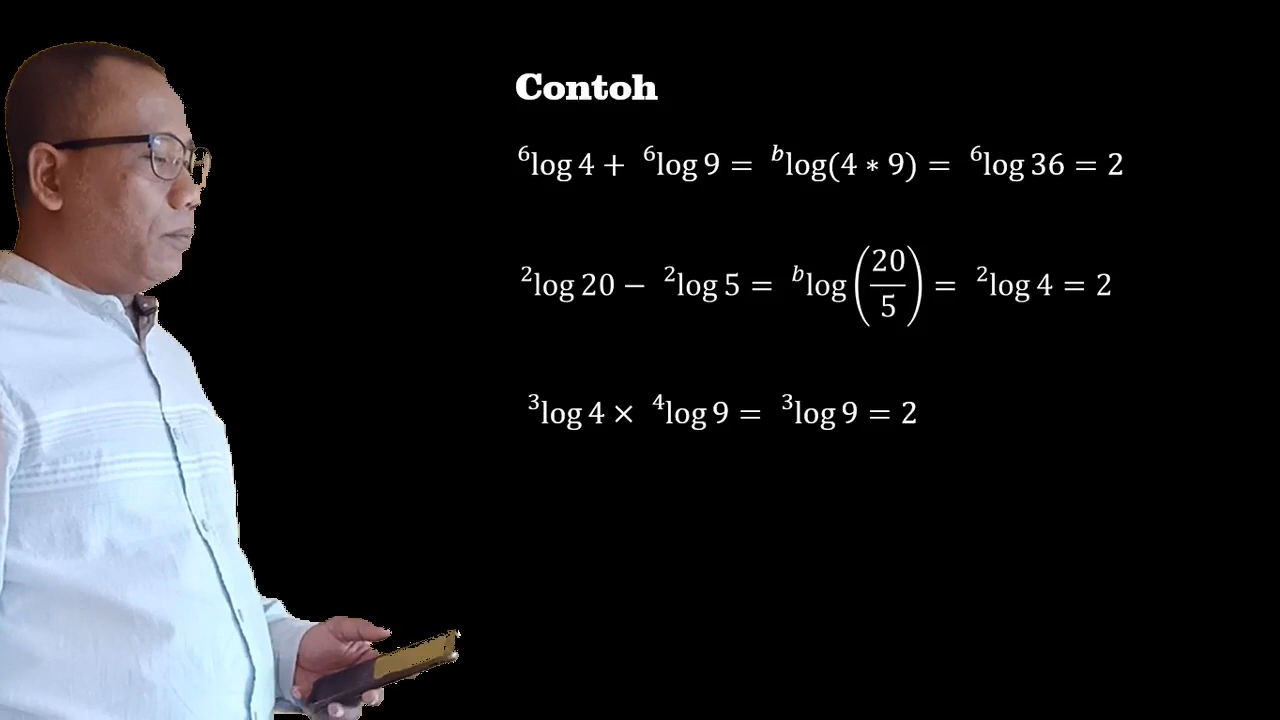 Contoh
⁶log 4 + ⁶log 9 = ᵇlog(4 ∗ 9) = ⁶log 36 = 2
²log 20 − ²log 5 = ᵇlog(20/5) = ²log 4 = 2
³log 4 × ⁴log 9 = ³log 9 = 2